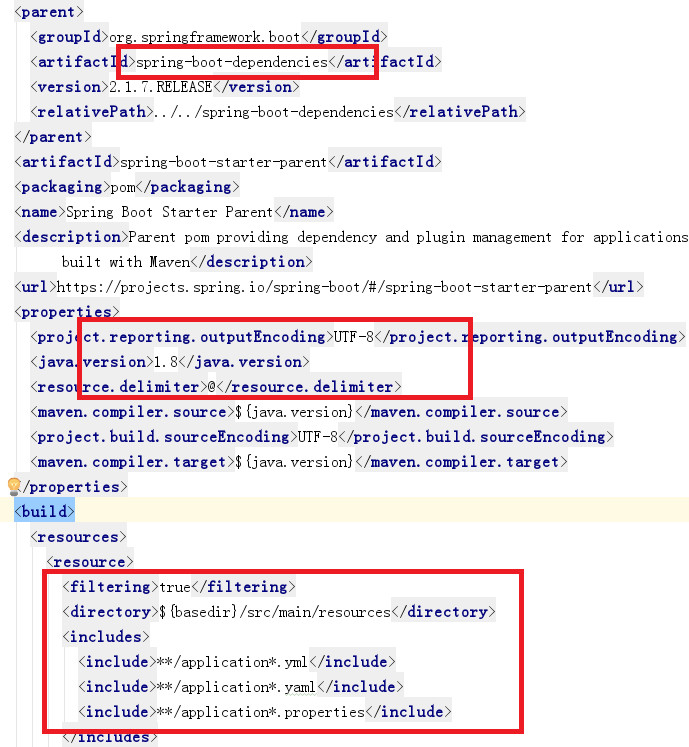 <parent>
<groupId>org.springframework.boot</groupId>
<artifactId>spring-boot-dependencies</artifactId>
<version>2.1.7.RELEASE</version>
<relativePath>../../spring-boot-dependencies</relativePath>
</parent>
<artifactId>spring-boot-starter-parent</artifactId>
<packaging>pom</packaging>
<name>Spring Boot Starter Parent</name>
<description>Parent pom providing dependency and plugin management for applications
built with Maven</description>
<url>https://projects.spring.io/spring-boot/#/spring-boot-starter-parent</url>
<properties>
<project.reporting.outputEncoding>UTF-8</project.reporting.outputEncoding>
<java.version>1.8</java.version>
<resource.delimiter>@</resource.delimiter>
<maven.compiler.source>${java.version}</maven.compiler.source>
<project.build.sourceEncoding>UTF-8</project.build.sourceEncoding>
<maven.compiler.target>${java.version}</maven.compiler.target>
/properties>
<build>
<resources>
<resource>
<filtering>true</filtering>
<directory>${basedir}/src/main/resources</directory>
<includes>
<include>**/application*.yml</include>
<include>**/application*.yaml</include>
<include>**/application*.properties</include>
</includes>